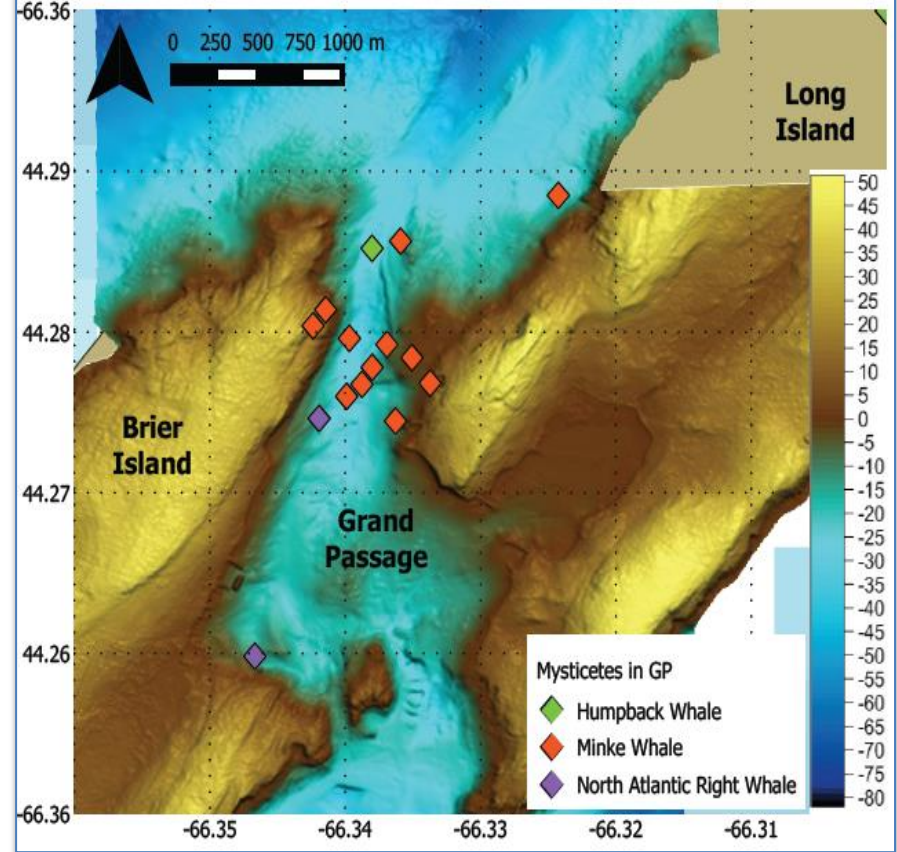 -66.36
0 250 500 750 1000 m
Long
Island
44.29
44.28
Brier
Island
44.27
Grand
Passage
44.26
-66.36
-66.35 -66.34 -66.33 -66.32 -66.31
50
45
40
35
30
25
20
15
10
5
0
-5
-10
-15
-20
-25
-30
-35
-40
-45
-50
-55
-60
-65
-70
-75
-80
Mysticetes in GP
Humpback Whale
Minke Whale
North Atlantic Right Whale